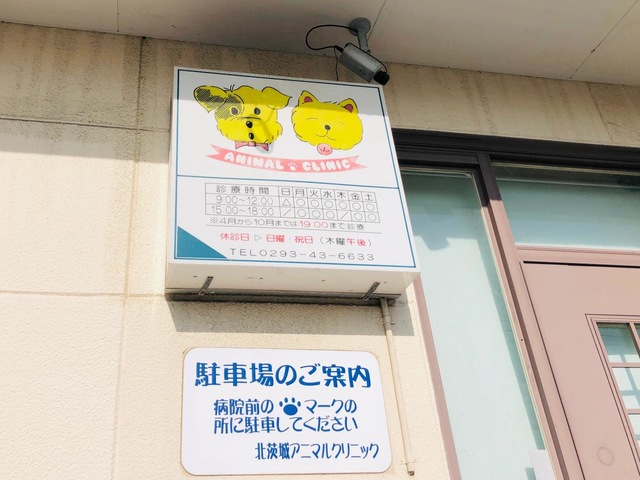 ANIMAL CLINIC
診療時間 日 月 火 水 木 金 土
9:00〜12:00 △ ○ ○ ○ ○ ○ ○
15:00〜18:00 / ○ ○ ○ / ○ ○
※4月から10月までは19:00まで診療
休診日 ▷ 日曜・祝日（木曜午後）
TEL0293-43-6633
駐車場のご案内
病院前の マークの
所に駐車してください
北茨城アニマルクリニック